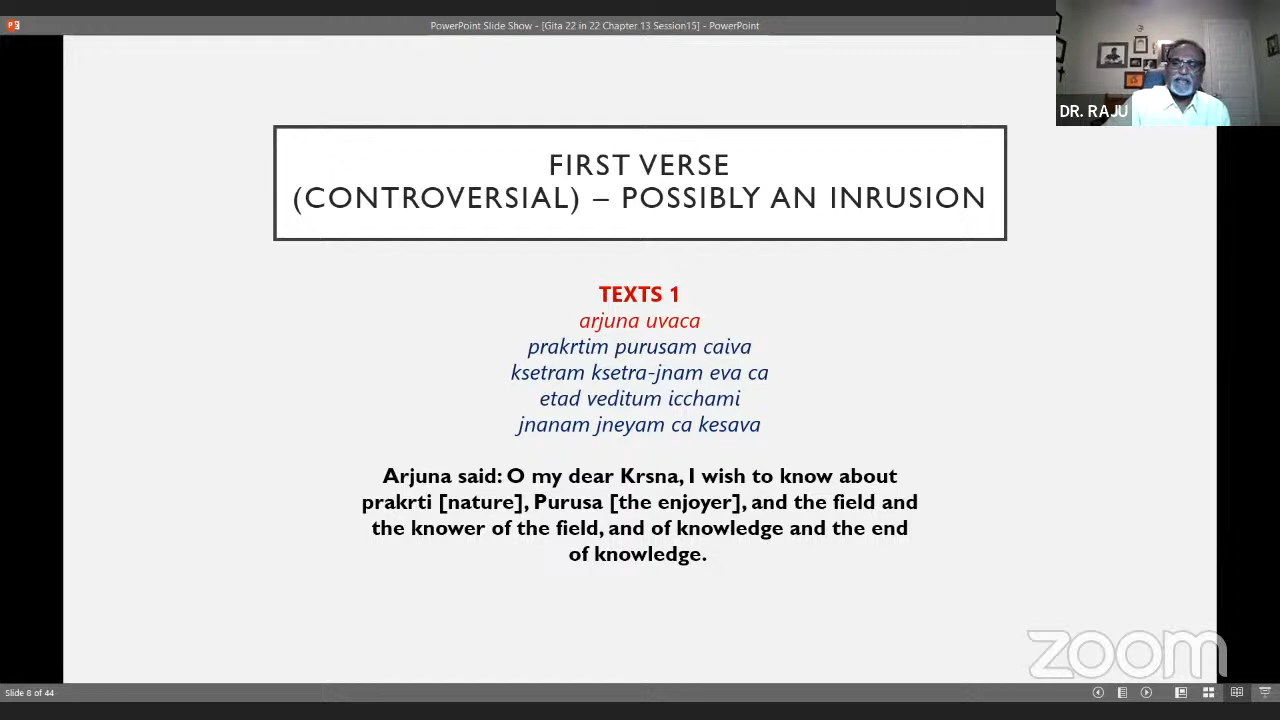 PowerPoint Slide Show - [Gita 22 in 22 Chapter 13 Session15] - PowerPoint
DR. RAJU
FIRST VERSE
(CONTROVERSIAL) – POSSIBLY AN INRUSION
TEXTS 1
arjuna uvaca
prakrtim purusam caiva
ksetram ksetra-jnam eva ca
etad veditum icchami
jnanam jneyam ca kesava
Arjuna said: O my dear Krsna, I wish to know about
prakrti [nature], Purusa [the enjoyer], and the field and
the knower of the field, and of knowledge and the end
of knowledge.
zoom
Slide 8 of 44